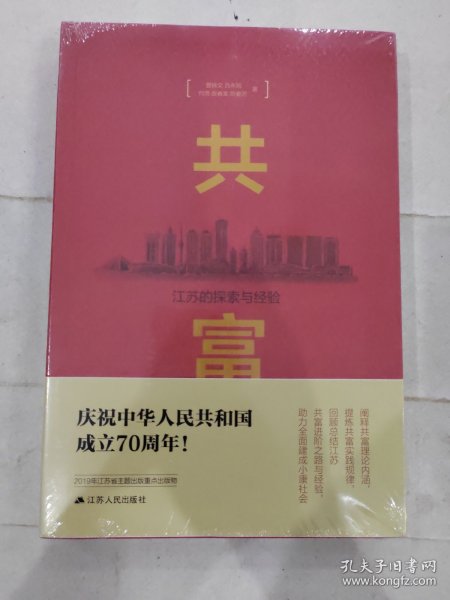 著
共
江苏的探索与经验
富
庆祝中华人民共和国
成立70周年！
2019年江苏省主题出版重点出版物
江苏人民出版社
阐释共富理论内涵，
提炼共富实践规律，
回顾总结江苏
共富进阶之路与经验，
助力全面建成小康社会
孔夫子旧书网
www.kongfz.com